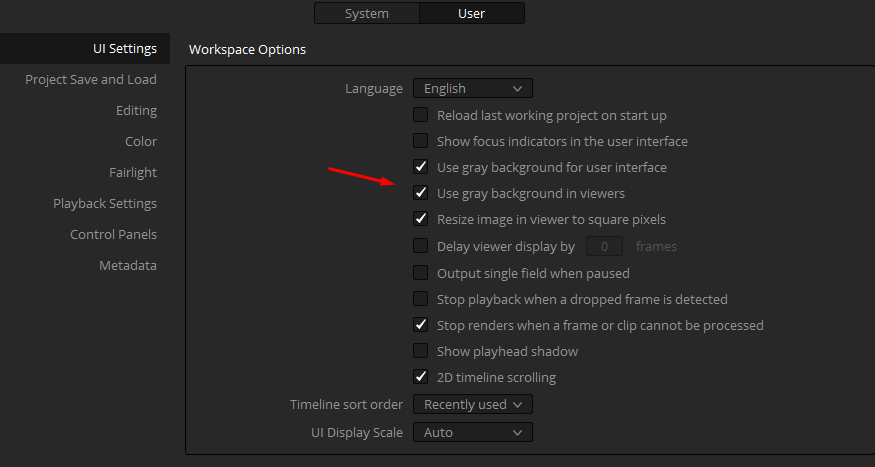 System User
UI Settings
Project Save and Load
Editing
Color
Fairlight
Playback Settings
Control Panels
Metadata
Workspace Options
Language English
Reload last working project on start up
Show focus indicators in the user interface
Use gray background for user interface
Use gray background in viewers
Resize image in viewer to square pixels
Delay viewer display by 0 frames
Output single field when paused
Stop playback when a dropped frame is detected
Stop renders when a frame or clip cannot be processed
Show playhead shadow
2D timeline scrolling
Timeline sort order Recently used
UI Display Scale Auto